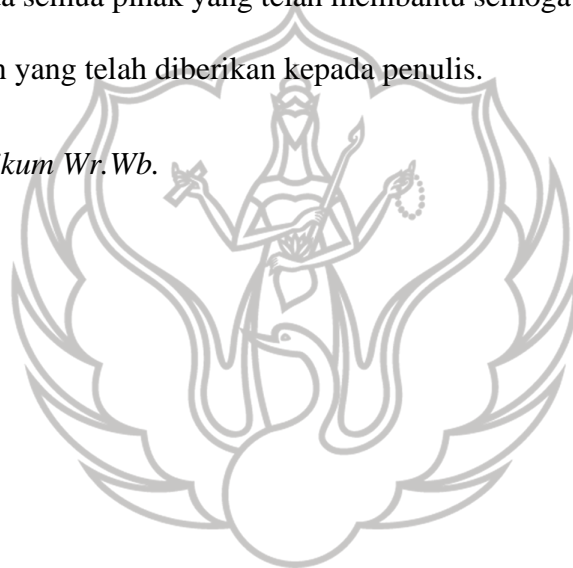 a semua pihak yang telah membantu semoga
yang telah diberikan kepada penulis.
kum Wr.Wb.